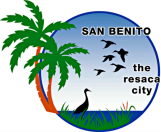 SAN BENITO
the
resaca
city